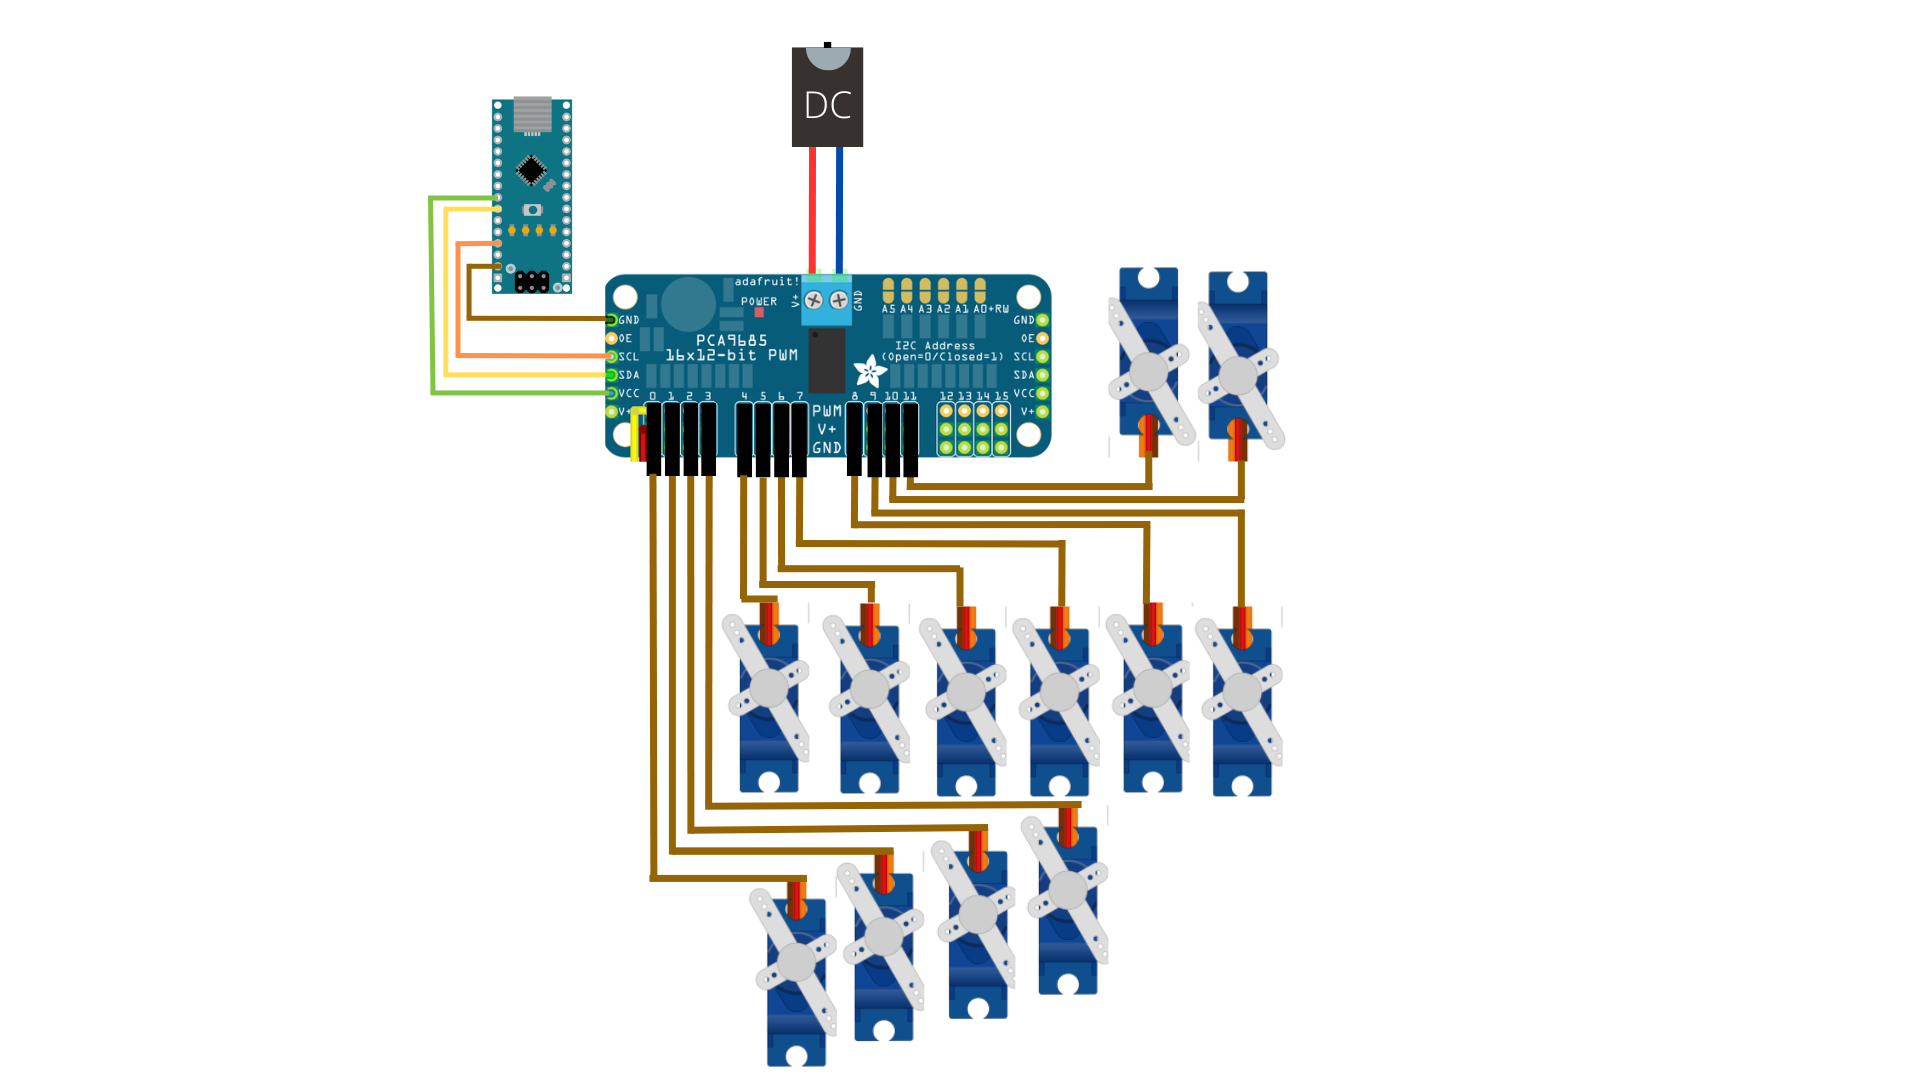 DC
adafruit!
V+
GND
POWER
A5 A4 A3 A2 A1 A0+RW
GND
OE
SCL
SDA
VCC
V+
PCA9685
16x12-bit PWM
I2C Address
(Open=0/Closed=1)
GND
OE
SCL
SDA
VCC
V+
0 1 2 3 4 5 6 7 8 9 10 11 12 13 14 15
PWM
V+
GND